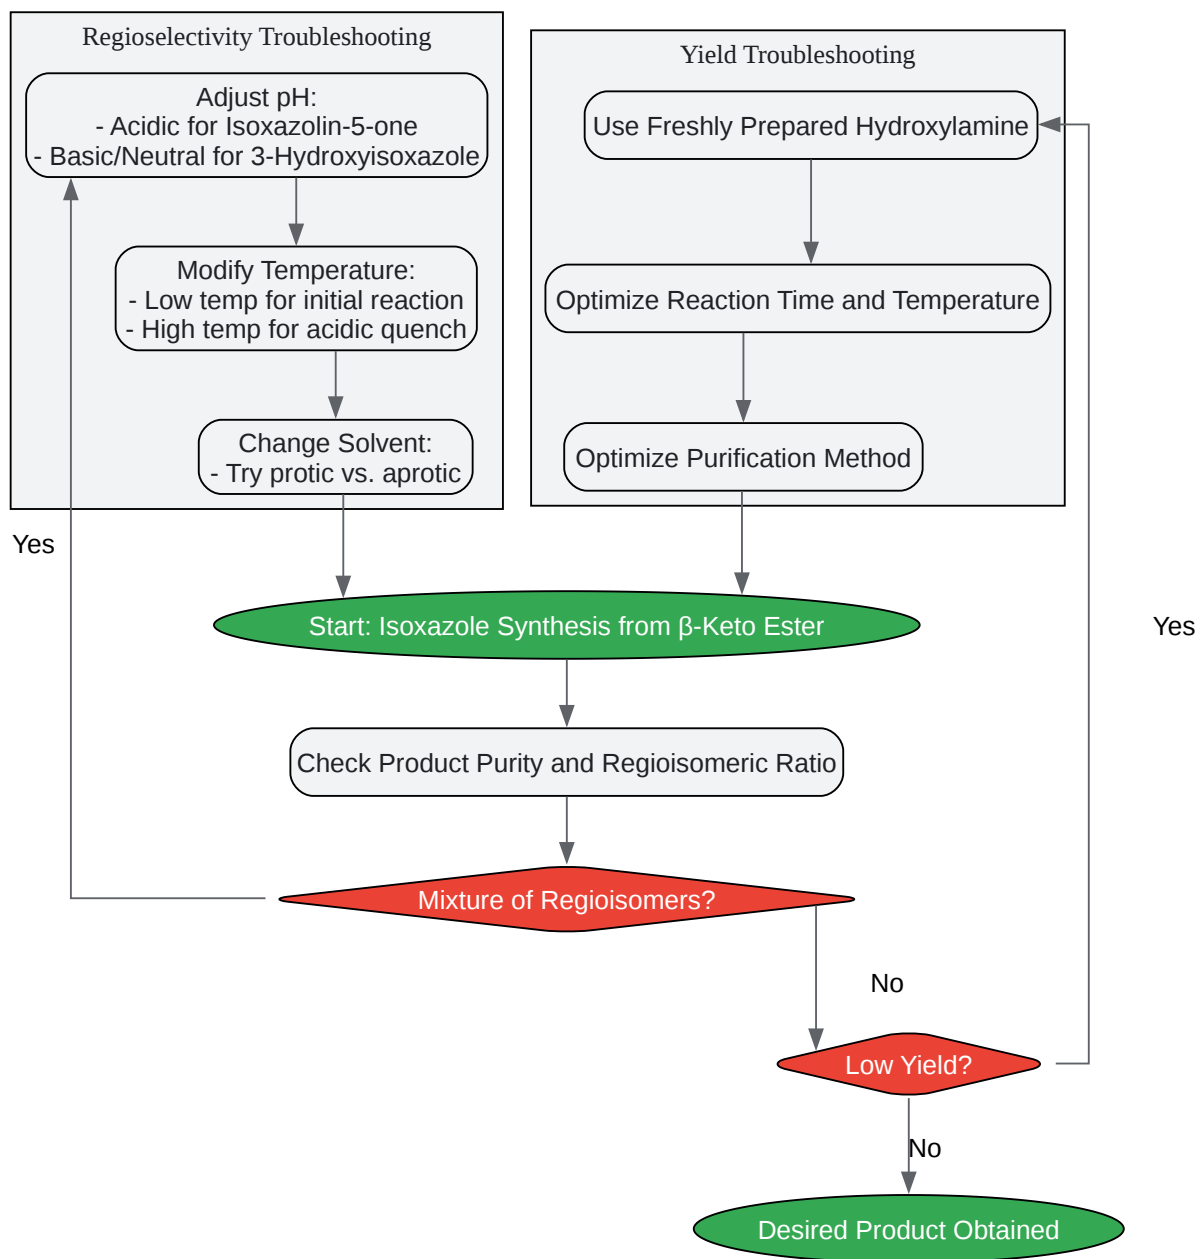 Regioselectivity Troubleshooting
Adjust pH:
- Acidic for Isoxazolin-5-one
- Basic/Neutral for 3-Hydroxyisoxazole
Modify Temperature:
- Low temp for initial reaction
- High temp for acidic quench
Change Solvent:
- Try protic vs. aprotic
Yield Troubleshooting
Use Freshly Prepared Hydroxylamine
Optimize Reaction Time and Temperature
Optimize Purification Method
Yes
Yes
Start: Isoxazole Synthesis from β-Keto Ester
Check Product Purity and Regioisomeric Ratio
Mixture of Regioisomers?
No
Low Yield?
No
Desired Product Obtained